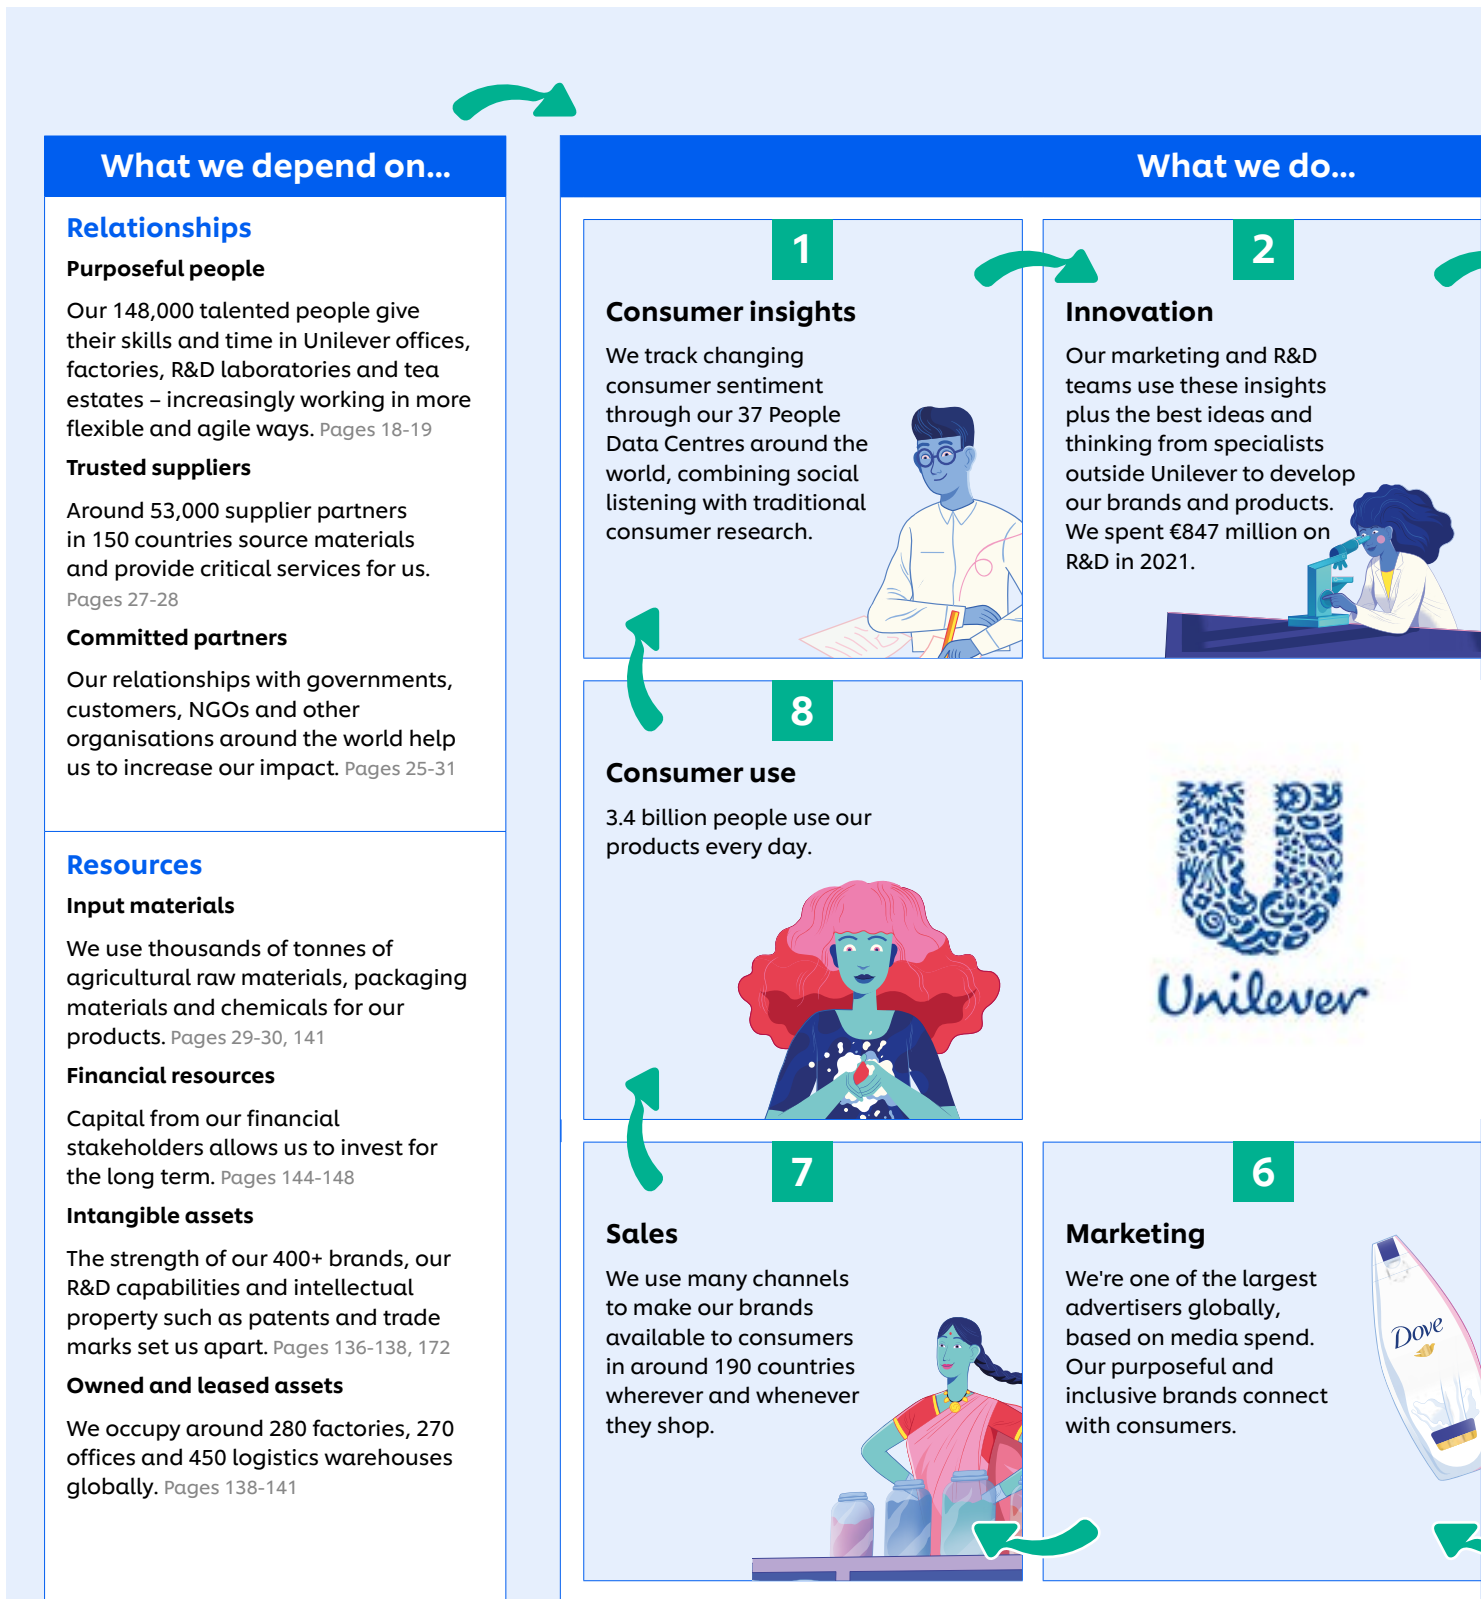 What we depend on...
Relationships
Purposeful people
Our 148,000 talented people give
their skills and time in Unilever offices,
factories, R&D laboratories and tea
estates – increasingly working in more
flexible and agile ways. Pages 18-19
Trusted suppliers
Around 53,000 supplier partners
in 150 countries source materials
and provide critical services for us.
Pages 27-28
Committed partners
Our relationships with governments,
customers, NGOs and other
organisations around the world help
us to increase our impact. Pages 25-31
Resources
Input materials
We use thousands of tonnes of
agricultural raw materials, packaging
materials and chemicals for our
products. Pages 29-30, 141
Financial resources
Capital from our financial
stakeholders allows us to invest for
the long term. Pages 144-148
Intangible assets
The strength of our 400+ brands, our
R&D capabilities and intellectual
property such as patents and trade
marks set us apart. Pages 136-138, 172
Owned and leased assets
We occupy around 280 factories, 270
offices and 450 logistics warehouses
globally. Pages 138-141
What we do...
1
Consumer insights
We track changing
consumer sentiment
through our 37 People
Data Centres around the
world, combining social
listening with traditional
consumer research.
2
Innovation
Our marketing and R&D
teams use these insights
plus the best ideas and
thinking from specialists
outside Unilever to develop
our brands and products.
We spent €847 million on
R&D in 2021.
8
Consumer use
3.4 billion people use our
products every day.
Unilever
7
Sales
We use many channels
to make our brands
available to consumers
in around 190 countries
wherever and whenever
they shop.
6
Marketing
We're one of the largest
advertisers globally,
based on media spend.
Our purposeful and
inclusive brands connect
with consumers.
Dove